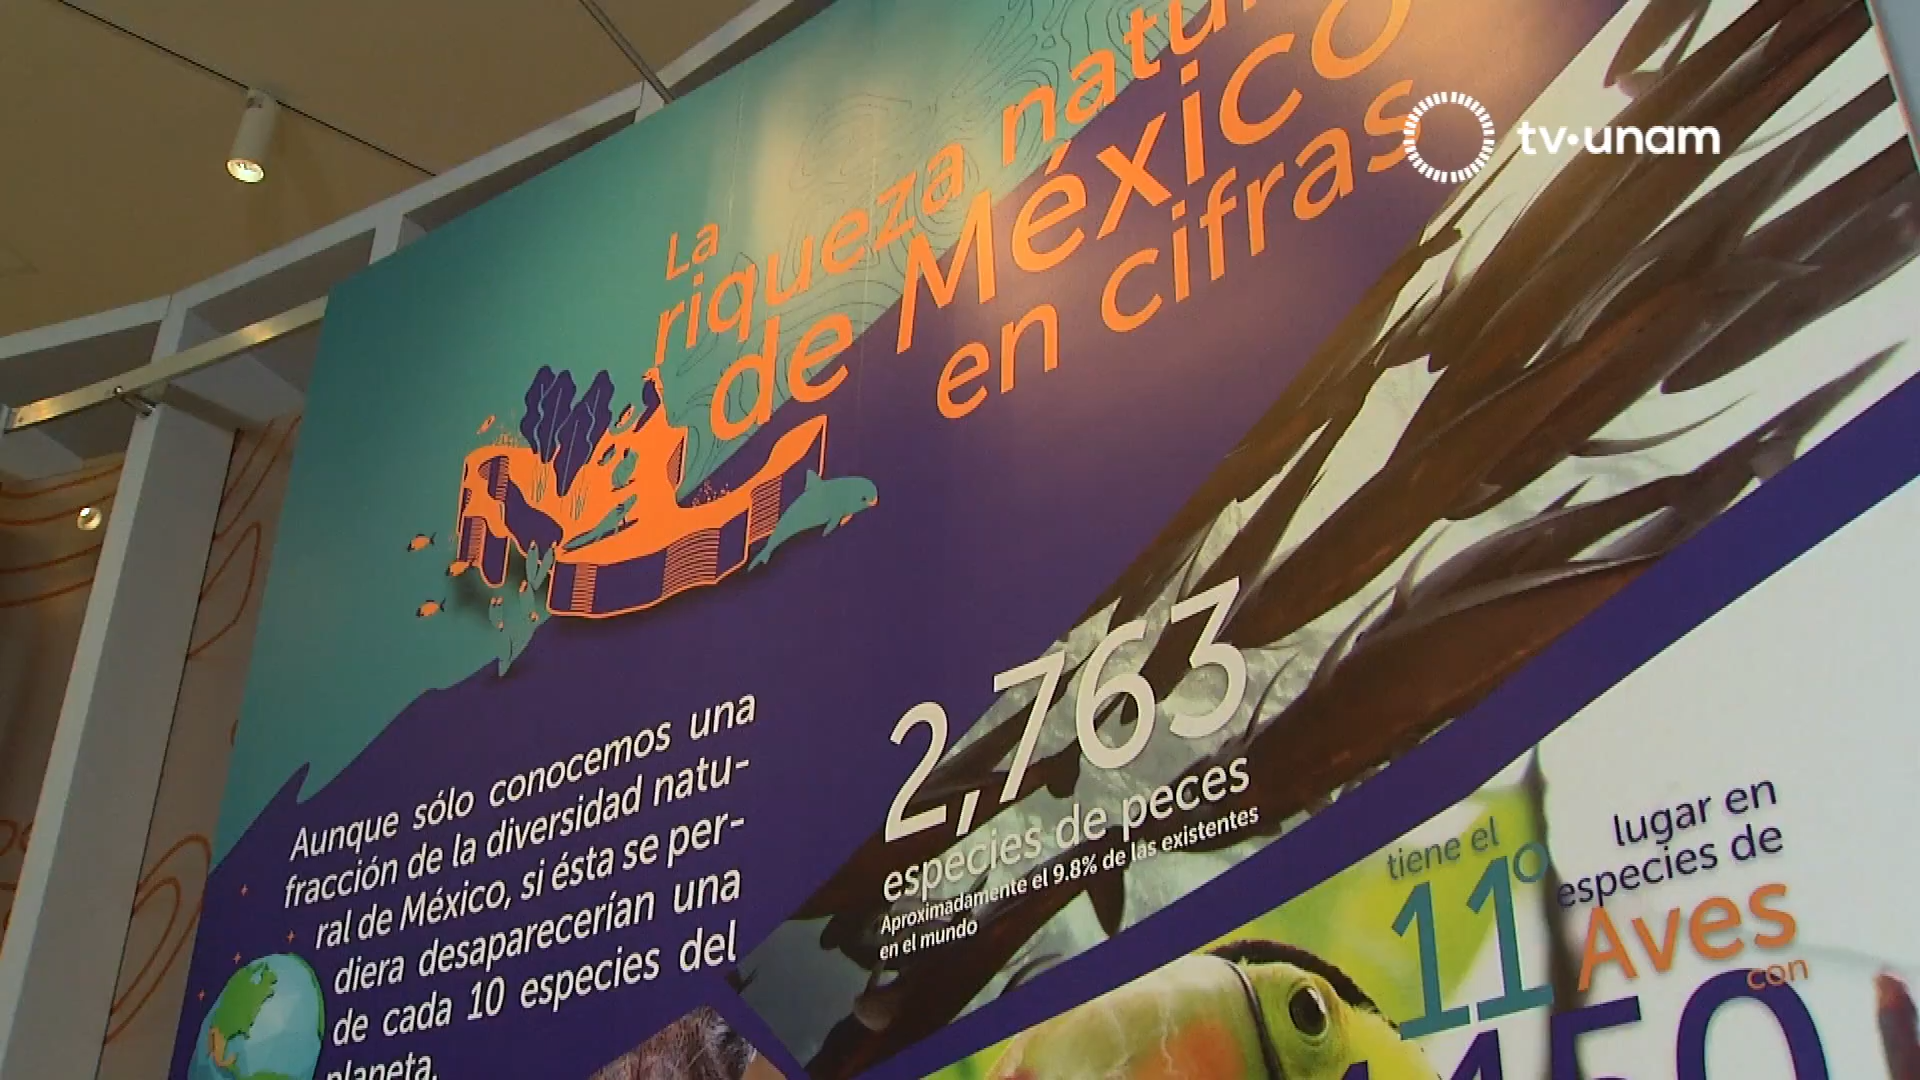 tv·unam
La
riqueza
de México
en cifras
Aunque sólo conocemos una
fracción de la diversidad natu-
ral de México, si ésta se per-
diera desaparecerían una
de cada 10 especies del
planeta.
2,763
especies de peces
Aproximadamente el 9.8% de las existentes
en el mundo
tiene el
11º
lugar en
especies de
Aves
con